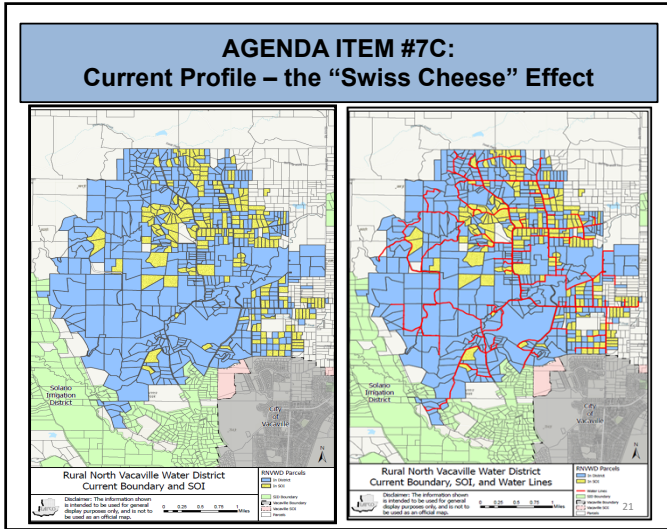 AGENDA ITEM #7C:
Current Profile – the “Swiss Cheese” Effect
Solano
Irrigation
District
City
of
Vacaville
N
Rural North Vacaville Water District
Current Boundary and SOI
Disclaimer: The information shown
is intended to be used for general
display purposes only, and is not to
be used as an official map.
0 0.25 0.5 0.75 1
Miles
RNVWD Parcels
In District
In SOI
SID Boundary
Vacaville Boundary
Vacaville SOI
Parcels
Solano
Irrigation
District
City
of
Vacaville
N
Rural North Vacaville Water District
Current Boundary, SOI, and Water Lines
Disclaimer: The information shown
is intended to be used for general
display purposes only, and is not to
be used as an official map.
0 0.25 0.5 0.75 1
Miles
RNVWD Parcels
In District
In SOI
Water Lines
SID Boundary
Vacaville Boundary
Vacaville SOI
Parcels
21